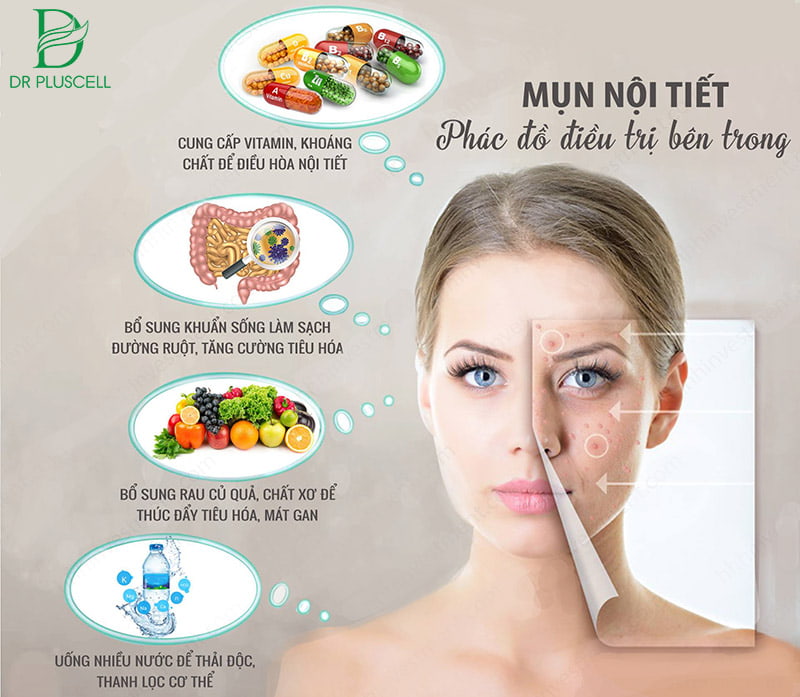 DR PLUSCELL
MỤN NỘI TIẾT
Phác đồ điều trị bên trong
CUNG CẤP VITAMIN, KHOÁNG
CHẤT ĐỂ ĐIỀU HÒA NỘI TIẾT
BỔ SUNG KHUẨN SỐNG LÀM SẠCH
ĐƯỜNG RUỘT, TĂNG CƯỜNG TIÊU HÓA
BỔ SUNG RAU CỦ QUẢ, CHẤT XƠ ĐỂ
THÚC ĐẨY TIÊU HÓA, MÁT GAN
UỐNG NHIỀU NƯỚC ĐỂ THẢI ĐỘC,
THANH LỌC CƠ THỂ